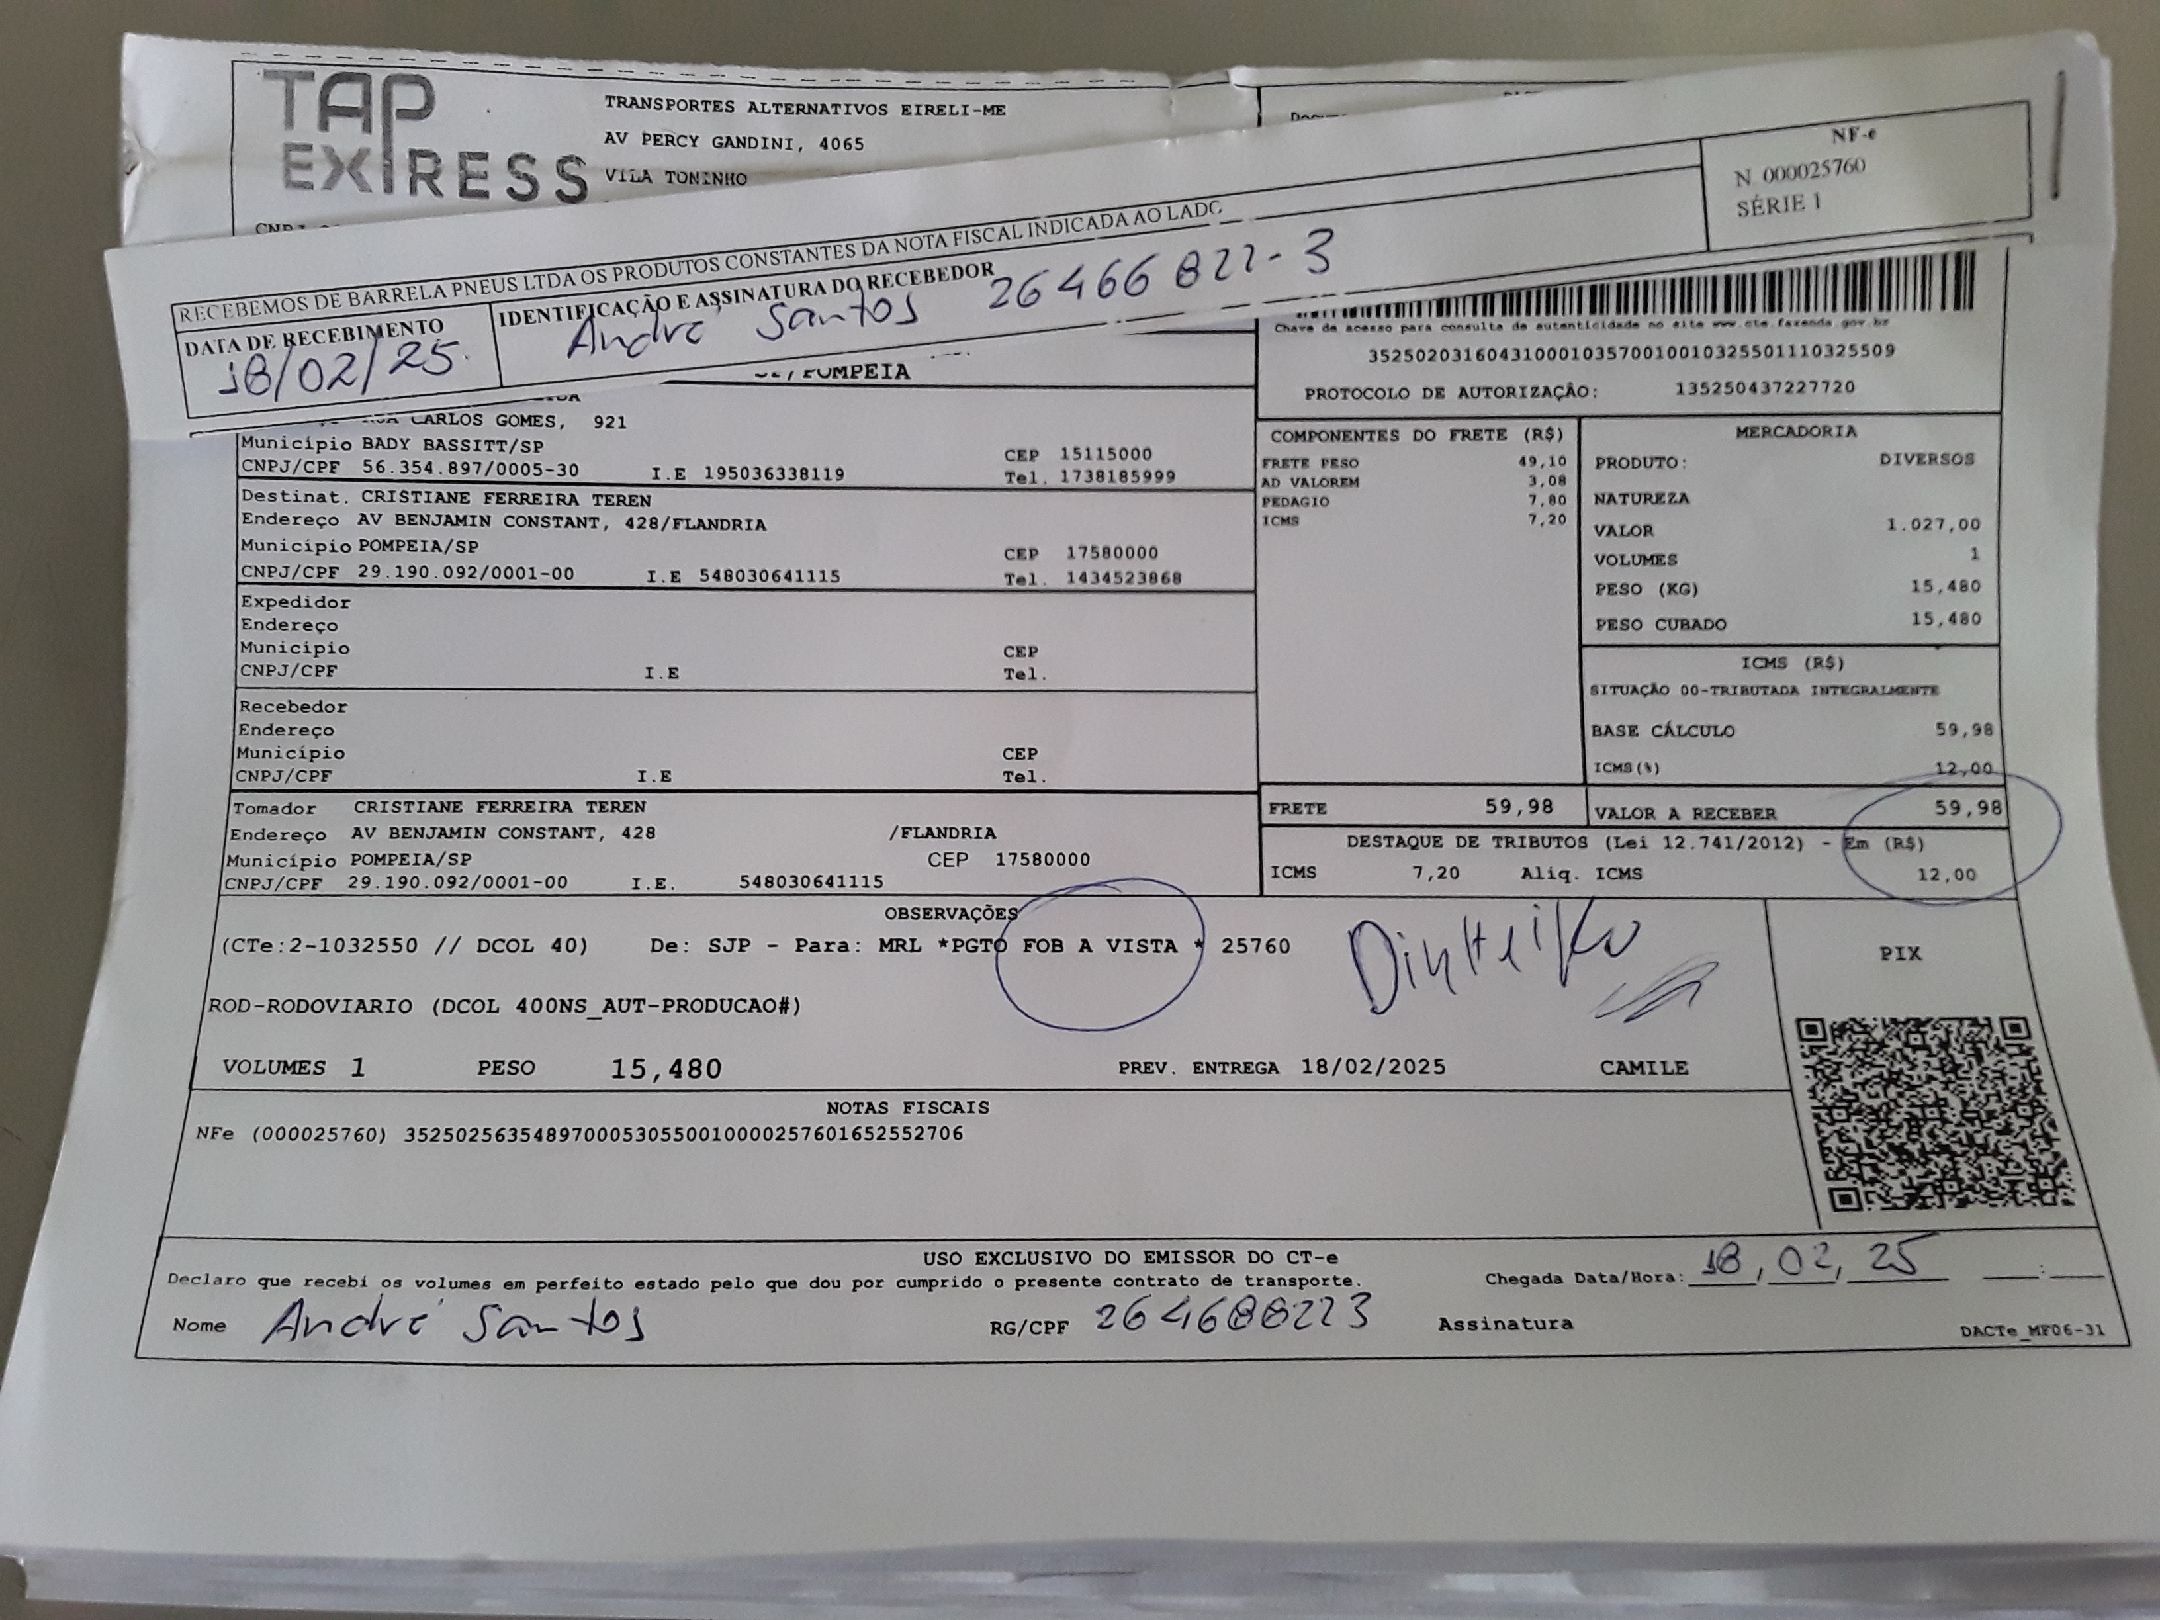 TAP EXPRESS
TRANSPORTES ALTERNATIVOS EIRELI-ME
AV PERCY GANDINI, 4065
VILA TONINHO
NF-e
N 000025760
SÉRIE 1
RECEBEMOS DE BARRELA PNEUS LTDA OS PRODUTOS CONSTANTES DA NOTA FISCAL INDICADA AO LADO
DATA DE RECEBIMENTO
18/02/25
IDENTIFICAÇÃO E ASSINATURA DO RECEBEDOR
André Santos 26466822-3
Chave de acesso para consulta de autenticidade no site www.cte.fazenda.gov.br
35250203160431000103570010010325501110325509
PROTOCOLO DE AUTORIZAÇÃO: 135250437227720
POMPEIA
CARLOS GOMES, 921
Município BADY BASSITT/SP CEP 15115000
CNPJ/CPF 56.354.897/0005-30 I.E 195036338119 Tel. 1738185999
Destinat. CRISTIANE FERREIRA TEREN
Endereço AV BENJAMIN CONSTANT, 428/FLANDRIA
Município POMPEIA/SP CEP 17580000
CNPJ/CPF 29.190.092/0001-00 I.E 548030641115 Tel. 1434523868
Expedidor
Endereço
Município CEP
CNPJ/CPF I.E Tel.
Recebedor
Endereço
Município CEP
CNPJ/CPF I.E Tel.
Tomador CRISTIANE FERREIRA TEREN
Endereço AV BENJAMIN CONSTANT, 428 /FLANDRIA
Município POMPEIA/SP CEP 17580000
CNPJ/CPF 29.190.092/0001-00 I.E. 548030641115
COMPONENTES DO FRETE (R$)
FRETE PESO 49,10
AD VALOREM 3,08
PEDAGIO 7,80
ICMS 7,20
MERCADORIA
PRODUTO: DIVERSOS
NATUREZA
VALOR 1.027,00
VOLUMES 1
PESO (KG) 15,480
PESO CUBADO 15,480
ICMS (R$)
SITUAÇÃO 00-TRIBUTADA INTEGRALMENTE
BASE CÁLCULO 59,98
ICMS(%) 12,00
FRETE 59,98 VALOR A RECEBER 59,98
DESTAQUE DE TRIBUTOS (Lei 12.741/2012) - Em (R$)
ICMS 7,20 Aliq. ICMS 12,00
OBSERVAÇÕES
(CTe:2-1032550 // DCOL 40) De: SJP - Para: MRL *PGTO FOB A VISTA * 25760
ROD-RODOVIARIO (DCOL 400NS_AUT-PRODUCAO#)
PIX
VOLUMES 1 PESO 15,480 PREV. ENTREGA 18/02/2025 CAMILE
NOTAS FISCAIS
NFe (000025760) 35250256354897000530550010000257601652552706
USO EXCLUSIVO DO EMISSOR DO CT-e
Declaro que recebi os volumes em perfeito estado pelo que dou por cumprido o presente contrato de transporte.
Chegada Data/Hora: 18/02/25 __:__
Nome André Santos RG/CPF 264688223 Assinatura
DACTe_MF06-31